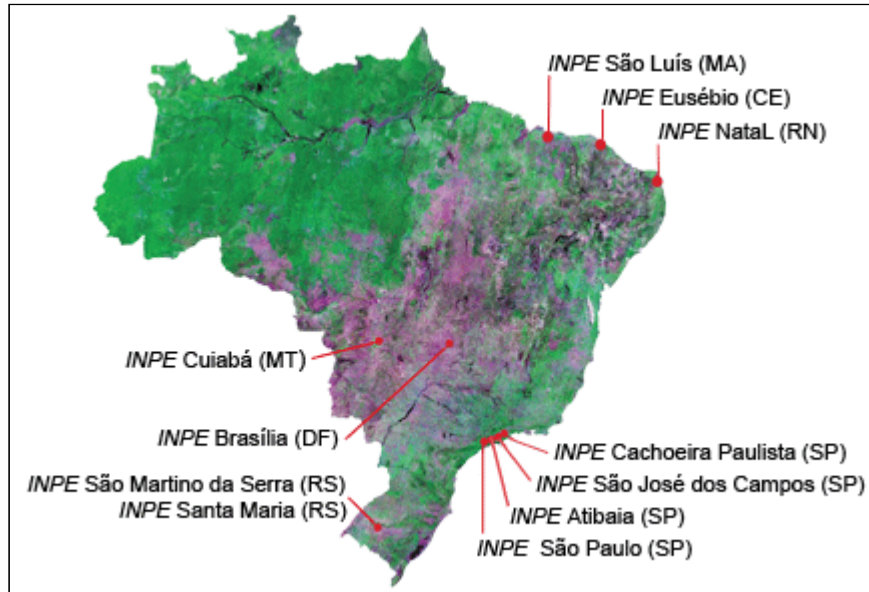 INPE São Luís (MA)
INPE Eusébio (CE)
INPE NataL (RN)
INPE Cuiabá (MT)
INPE Brasília (DF)
INPE São Martino da Serra (RS)
INPE Santa Maria (RS)
INPE Cachoeira Paulista (SP)
INPE São José dos Campos (SP)
INPE Atibaia (SP)
INPE São Paulo (SP)